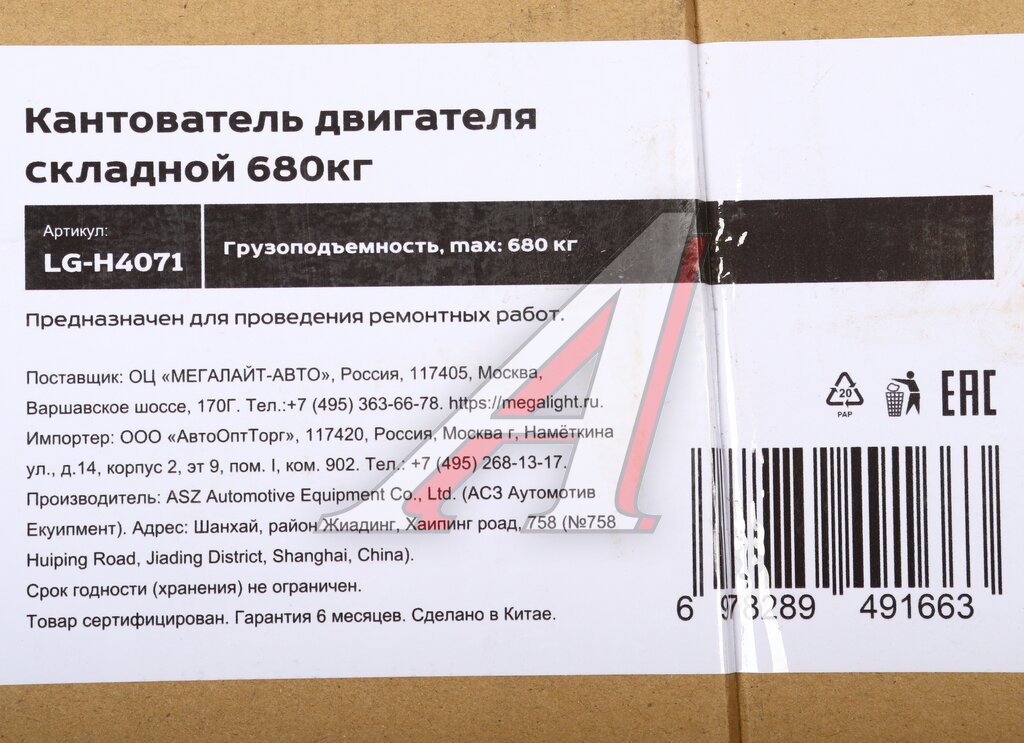 Кантователь двигателя
складной 680кг
Артикул:
LG-H4071
Грузоподъемность, max: 680 кг
Предназначен для проведения ремонтных работ.
Поставщик: ОЦ «МЕГАЛАЙТ-АВТО», Россия, 117405, Москва,
Варшавское шоссе, 170Г. Тел.:+7 (495) 363-66-78. https://megalight.ru.
Импортер: ООО «АвтоОптТорг», 117420, Россия, Москва г, Намёткина
ул., д.14, корпус 2, эт 9, пом. I, ком. 902. Тел.: +7 (495) 268-13-17.
Производитель: ASZ Automotive Equipment Co., Ltd. (АСЗ Аутомотив
Екуипмент). Адрес: Шанхай, район Жиадинг, Хаипинг роад, 758 (№758
Huiping Road, Jiading District, Shanghai, China).
Срок годности (хранения) не ограничен.
Товар сертифицирован. Гарантия 6 месяцев. Сделано в Китае.
20
PAP
EAC
6 978289 491663